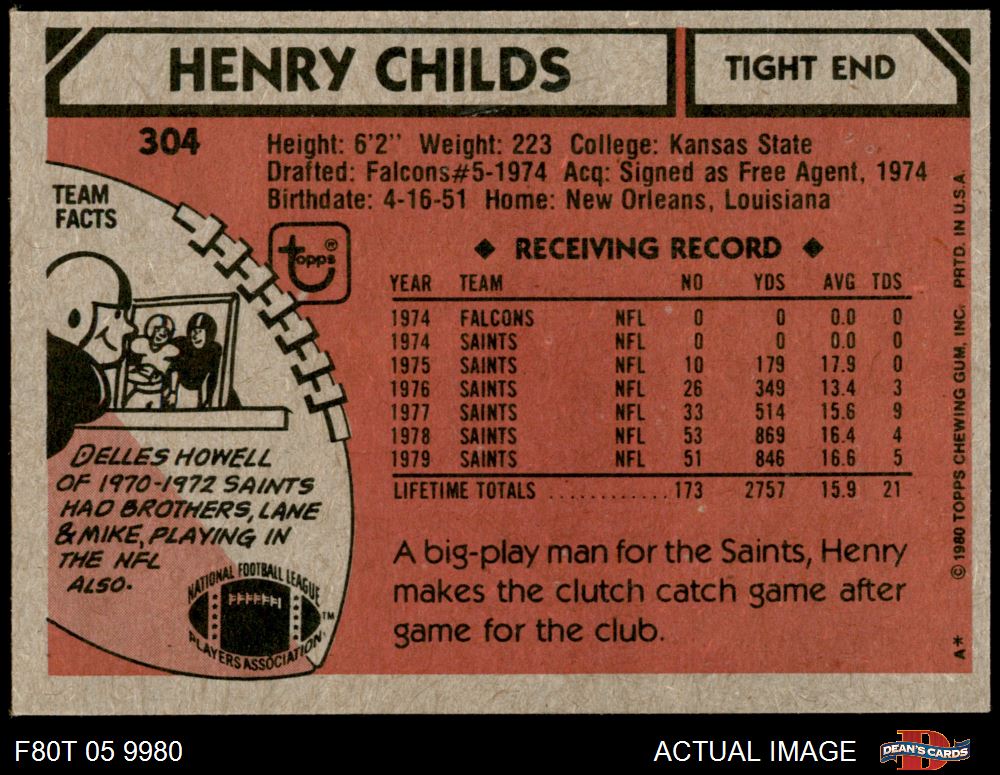 HENRY CHILDS
TIGHT END
304
Height: 6'2" Weight: 223 College: Kansas State
Drafted: Falcons#5-1974 Acq: Signed as Free Agent, 1974
Birthdate: 4-16-51 Home: New Orleans, Louisiana
TEAM
FACTS
topps®
◆ RECEIVING RECORD ◆
YEAR TEAM NO YDS AVG TDS
1974 FALCONS NFL 0 0 0.0 0
1974 SAINTS NFL 0 0 0.0 0
1975 SAINTS NFL 10 179 17.9 0
1976 SAINTS NFL 26 349 13.4 3
1977 SAINTS NFL 33 514 15.6 9
1978 SAINTS NFL 53 869 16.4 4
1979 SAINTS NFL 51 846 16.6 5
LIFETIME TOTALS ............ 173 2757 15.9 21
DELLES HOWELL
OF 1970-1972 SAINTS
HAD BROTHERS, LANE
& MIKE, PLAYING IN
THE NFL
ALSO.
NATIONAL FOOTBALL LEAGUE
PLAYERS ASSOCIATION
TM
A big-play man for the Saints, Henry
makes the clutch catch game after
game for the club.
A* © 1980 TOPPS CHEWING GUM, INC. PRTD. IN U.S.A.
F80T 05 9980
ACTUAL IMAGE
DEAN'S CARDS